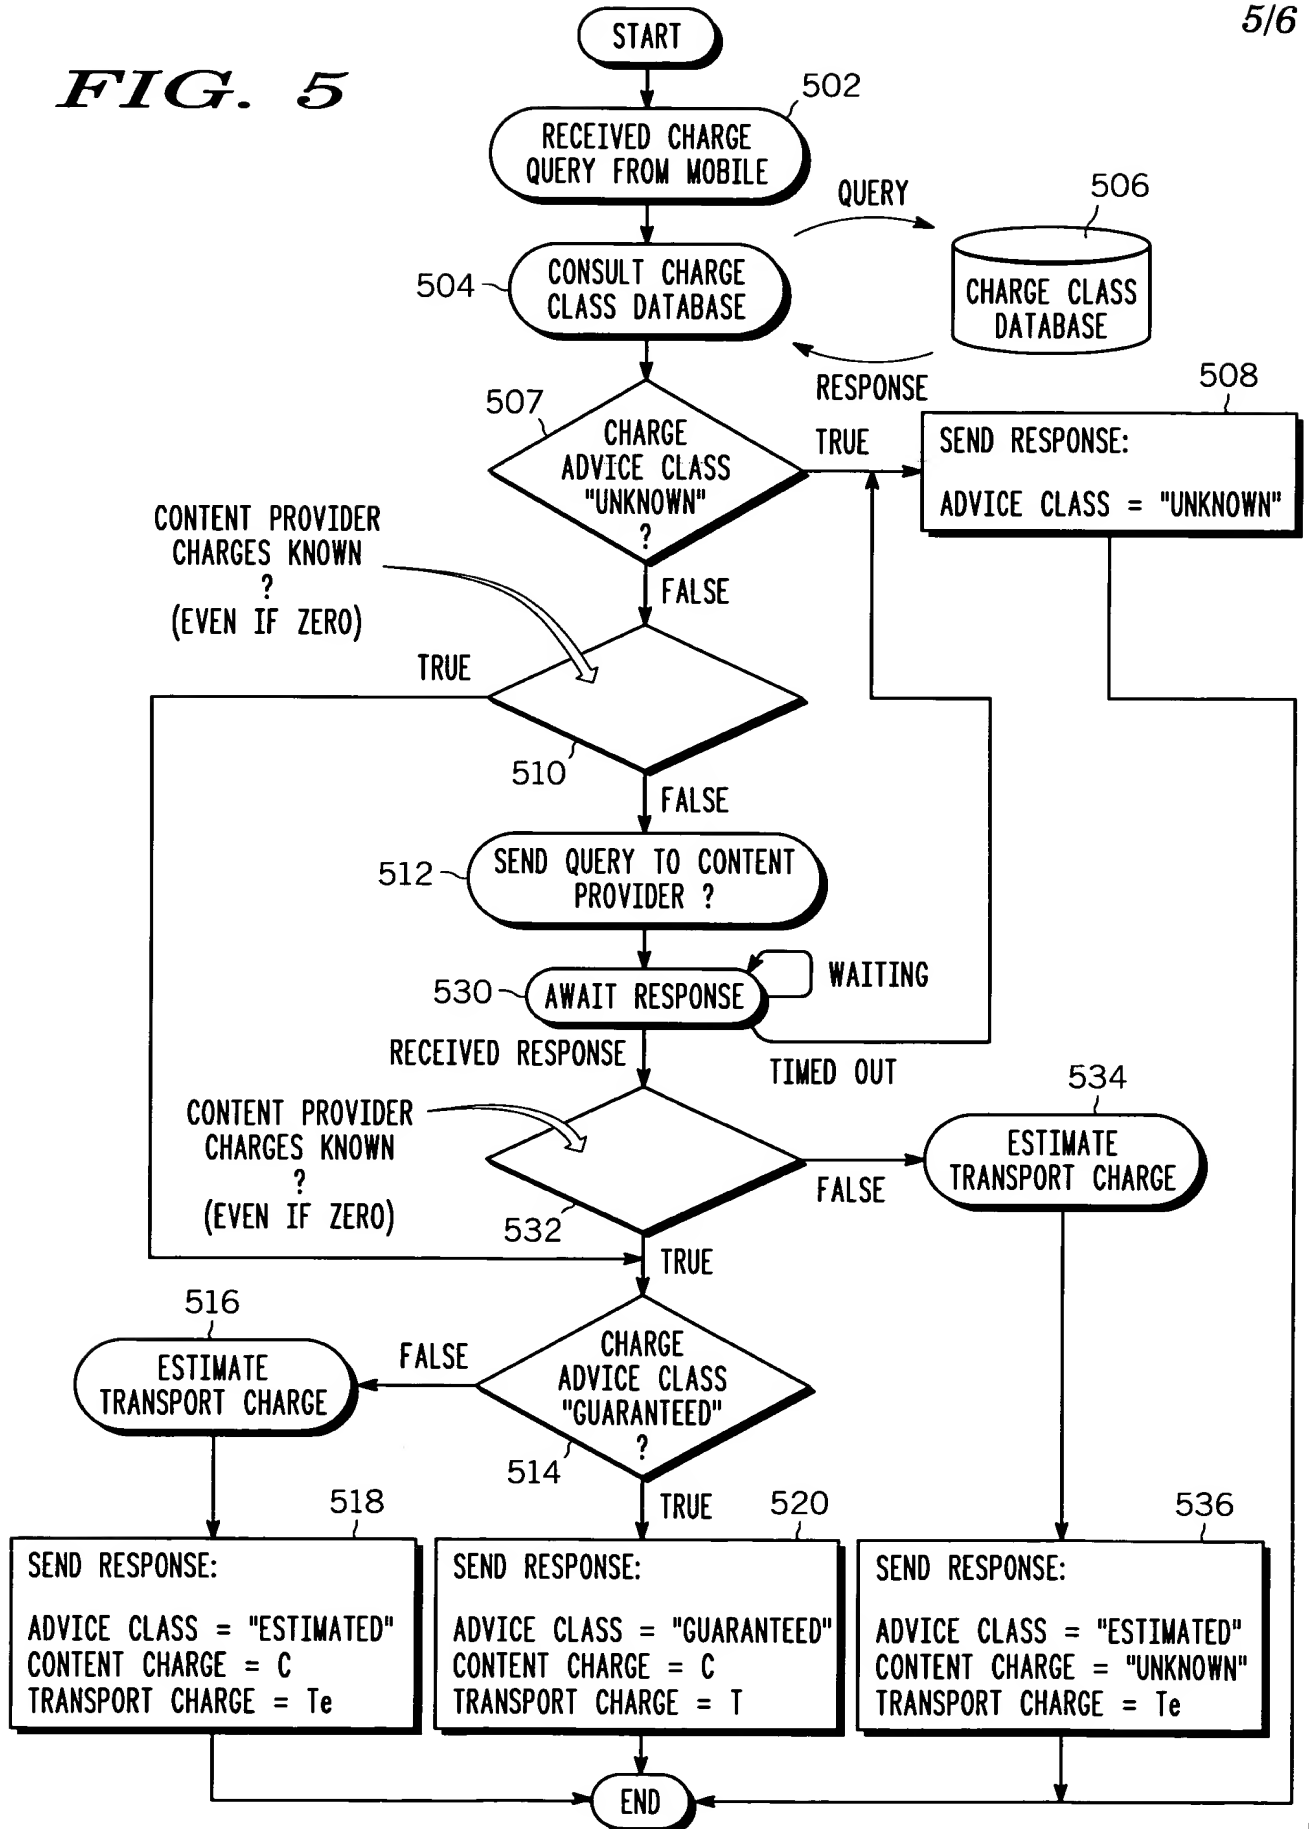 5/6
FIG. 5
START
502
RECEIVED CHARGE
QUERY FROM MOBILE
QUERY
506
504
CONSULT CHARGE
CLASS DATABASE
CHARGE CLASS
DATABASE
RESPONSE
507
CHARGE
ADVICE CLASS
"UNKNOWN"
?
TRUE
508
SEND RESPONSE:
ADVICE CLASS = "UNKNOWN"
FALSE
CONTENT PROVIDER
CHARGES KNOWN
?
(EVEN IF ZERO)
TRUE
510
FALSE
512
SEND QUERY TO CONTENT
PROVIDER ?
530
AWAIT RESPONSE
WAITING
RECEIVED RESPONSE
TIMED OUT
CONTENT PROVIDER
CHARGES KNOWN
?
(EVEN IF ZERO)
532
FALSE
534
ESTIMATE
TRANSPORT CHARGE
TRUE
516
ESTIMATE
TRANSPORT CHARGE
FALSE
CHARGE
ADVICE CLASS
"GUARANTEED"
?
514
TRUE
518
SEND RESPONSE:
ADVICE CLASS = "ESTIMATED"
CONTENT CHARGE = C
TRANSPORT CHARGE = Te
520
SEND RESPONSE:
ADVICE CLASS = "GUARANTEED"
CONTENT CHARGE = C
TRANSPORT CHARGE = T
536
SEND RESPONSE:
ADVICE CLASS = "ESTIMATED"
CONTENT CHARGE = "UNKNOWN"
TRANSPORT CHARGE = Te
END